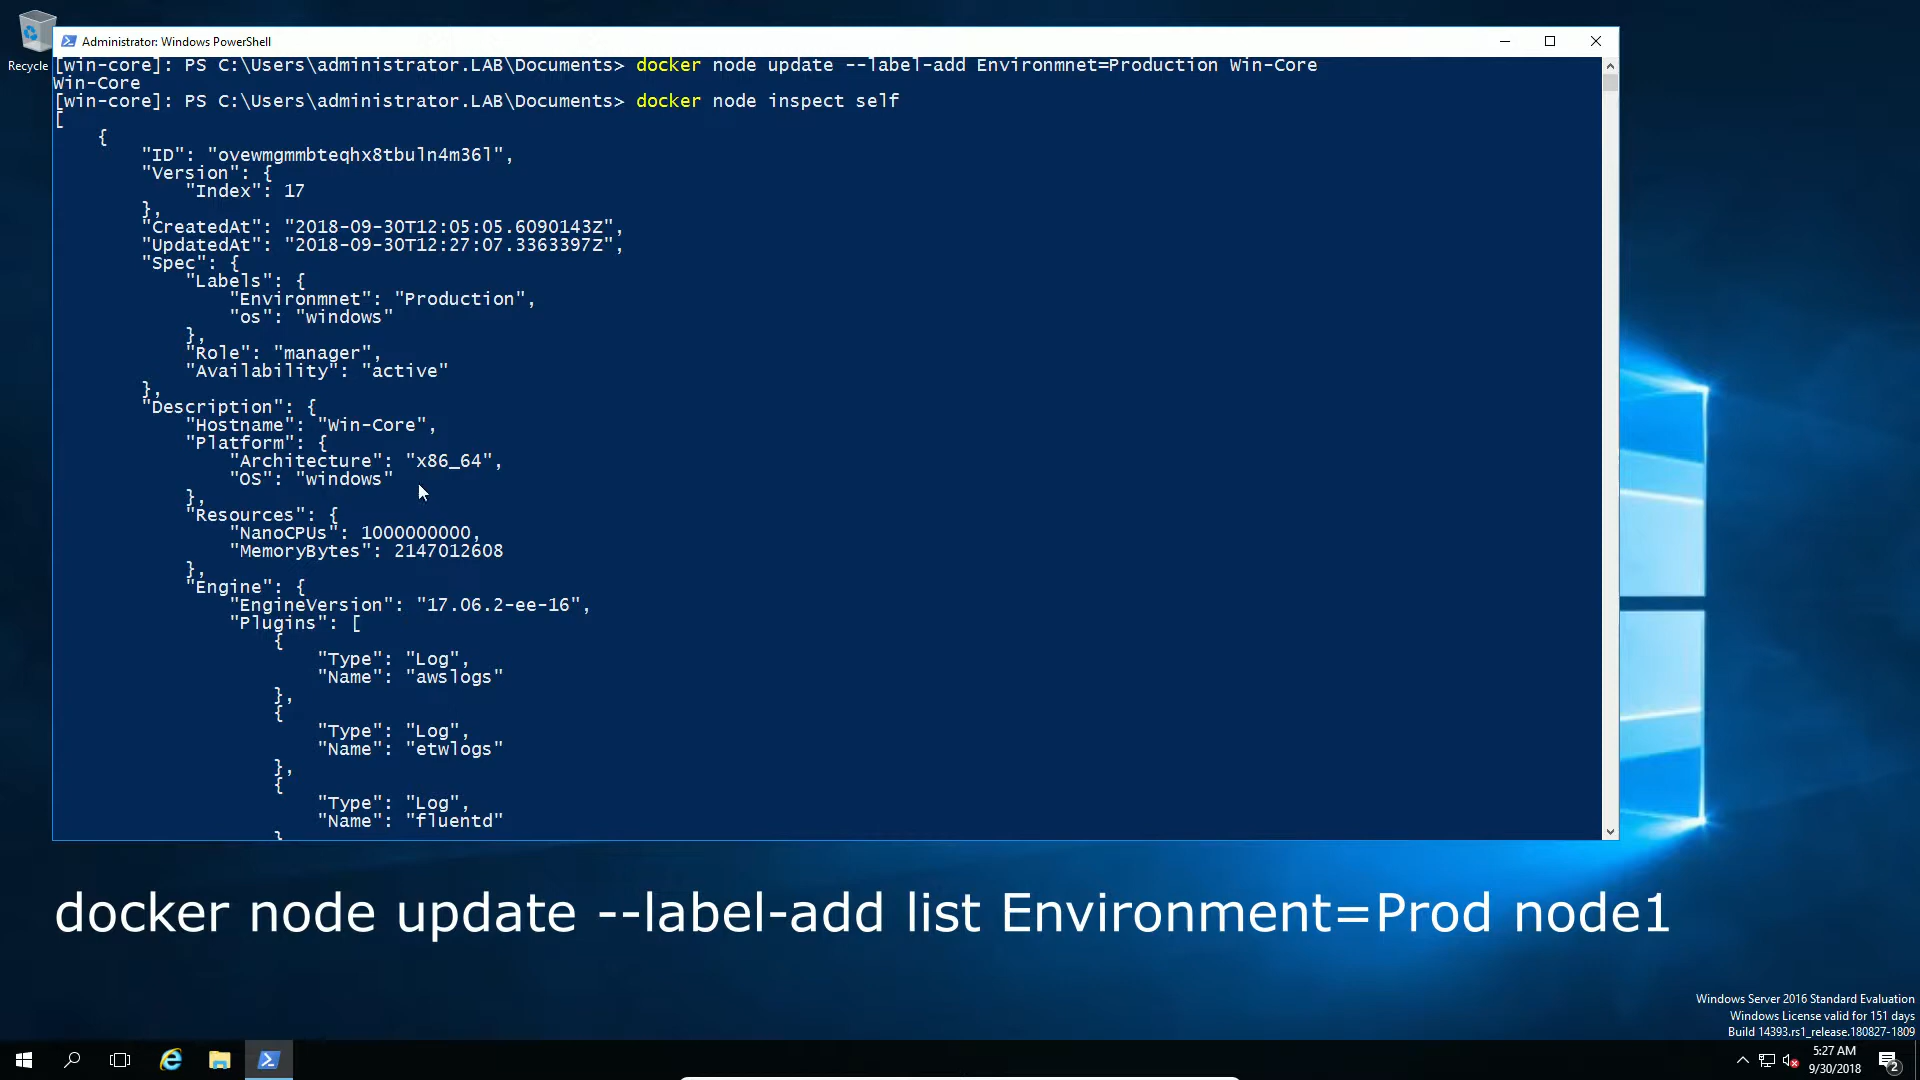 Administrator: Windows PowerShell
Recycle
[win-core]: PS C:\Users\administrator.LAB\Documents> docker node update --label-add Environmnet=Production Win-Core
Win-Core
[win-core]: PS C:\Users\administrator.LAB\Documents> docker node inspect self
[
    {
        "ID": "ovewmgmmbteqhx8tbuln4m36l",
        "Version": {
            "Index": 17
        },
        "CreatedAt": "2018-09-30T12:05:05.6090143Z",
        "UpdatedAt": "2018-09-30T12:27:07.3363397Z",
        "Spec": {
            "Labels": {
                "Environmnet": "Production",
                "os": "windows"
            },
            "Role": "manager",
            "Availability": "active"
        },
        "Description": {
            "Hostname": "Win-Core",
            "Platform": {
                "Architecture": "x86_64",
                "OS": "windows"
            },
            "Resources": {
                "NanoCPUs": 1000000000,
                "MemoryBytes": 2147012608
            },
            "Engine": {
                "EngineVersion": "17.06.2-ee-16",
                "Plugins": [
                    {
                        "Type": "Log",
                        "Name": "awslogs"
                    },
                    {
                        "Type": "Log",
                        "Name": "etwlogs"
                    },
                    {
                        "Type": "Log",
                        "Name": "fluentd"
                    }
docker node update --label-add list Environment=Prod node1
Windows Server 2016 Standard Evaluation
Windows License valid for 151 days
Build 14393.rs1_release.180827-1809
5:27 AM
9/30/2018
2